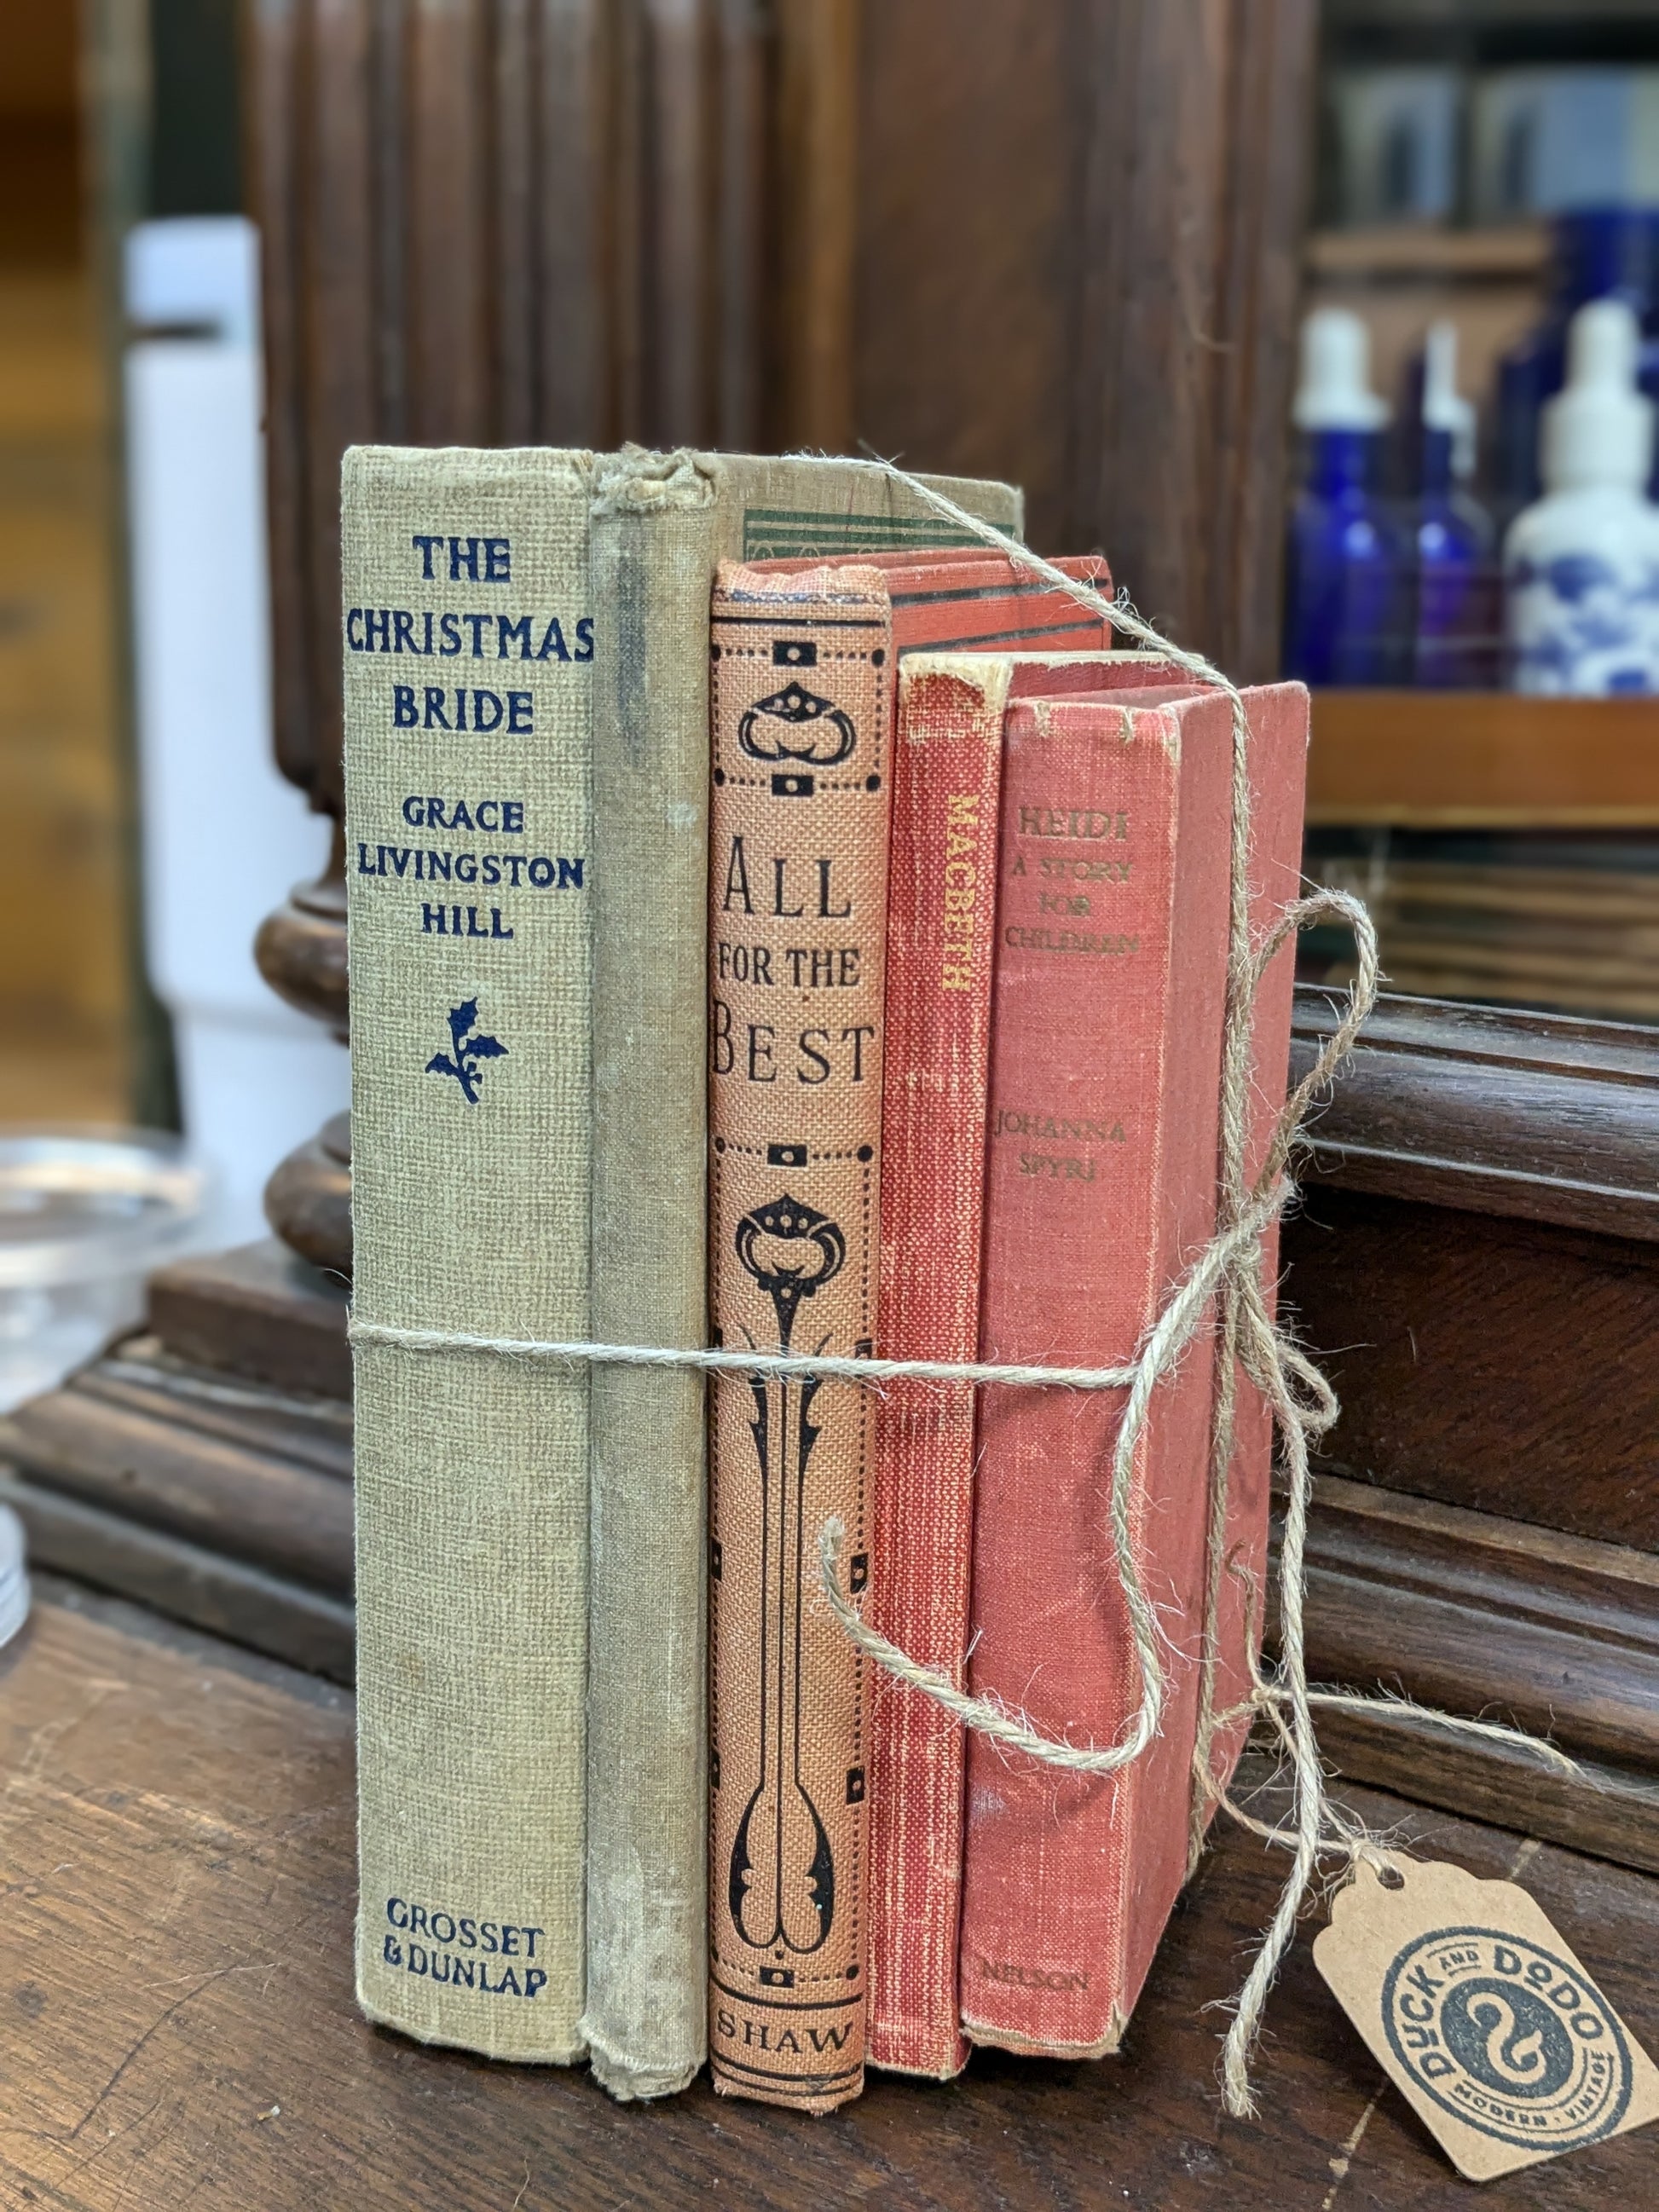 THE
CHRISTMAS
BRIDE
GRACE
LIVINGSTON
HILL
GROSSET
& DUNLAP
ALL
FOR THE
BEST
SHAW
MACBETH
HEIDI
A STORY
FOR
CHILDREN
JOHANNA
SPYRI
NELSON
DUCK AND DODO
MODERN · VINTAGE